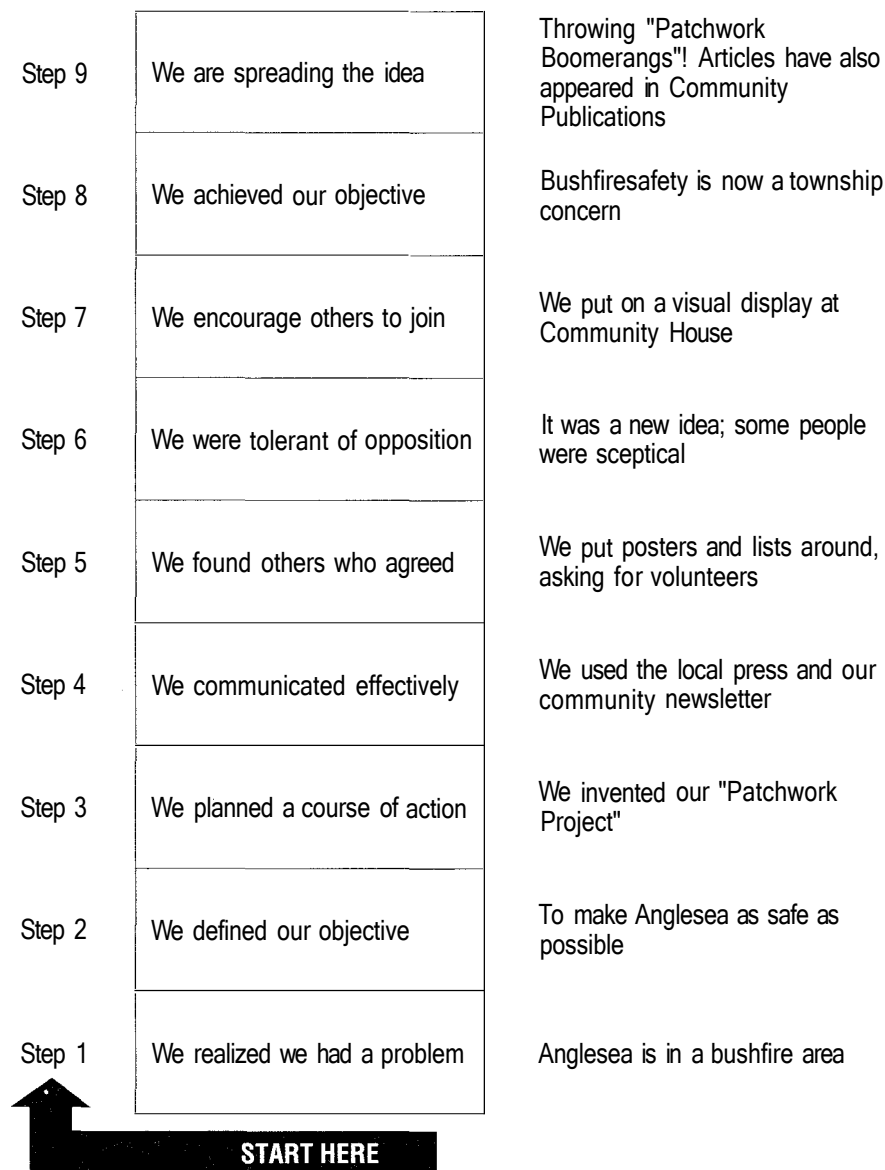 Step 9
We are spreading the idea
Throwing "Patchwork
Boomerangs"! Articles have also
appeared in Community
Publications
Step 8
We achieved our objective
Bushfiresafety is now a township
concern
Step 7
We encourage others to join
We put on a visual display at
Community House
Step 6
We were tolerant of opposition
It was a new idea; some people
were sceptical
Step 5
We found others who agreed
We put posters and lists around,
asking for volunteers
Step 4
We communicated effectively
We used the local press and our
community newsletter
Step 3
We planned a course of action
We invented our "Patchwork
Project"
Step 2
We defined our objective
To make Anglesea as safe as
possible
Step 1
We realized we had a problem
Anglesea is in a bushfire area
START HERE